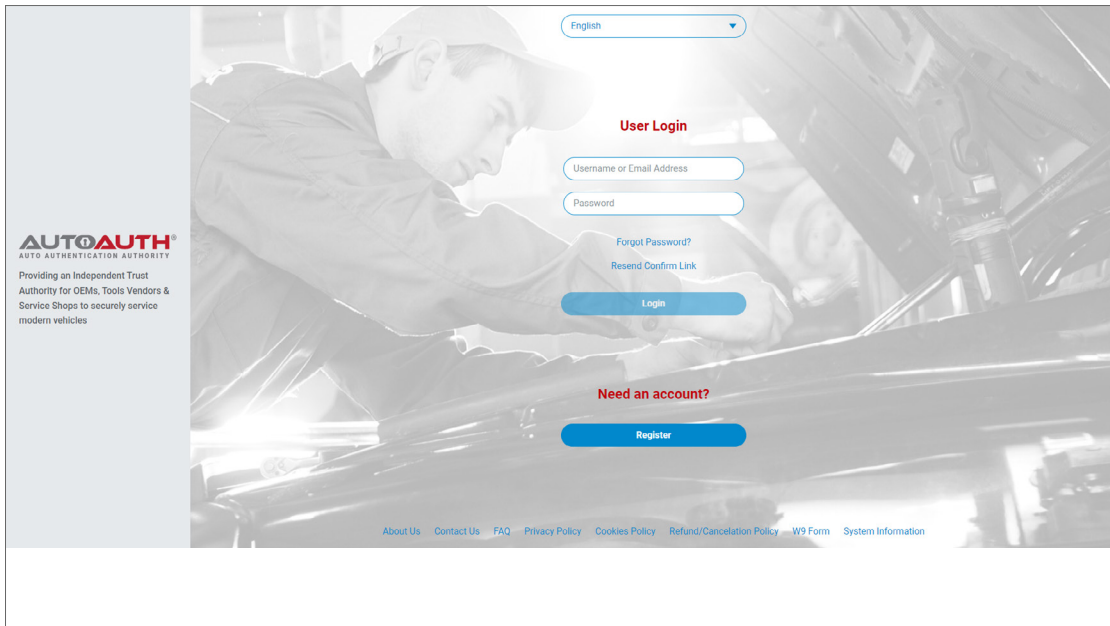 English
User Login
Username or Email Address
Password
Forgot Password?
Resend Confirm Link
Login
AUTOAUTH®
AUTO AUTHENTICATION AUTHORITY
Providing an Independent Trust
Authority for OEMs, Tools Vendors &
Service Shops to securely service
modern vehicles
Need an account?
Register
About Us Contact Us FAQ Privacy Policy Cookies Policy Refund/Cancelation Policy W9 Form System Information